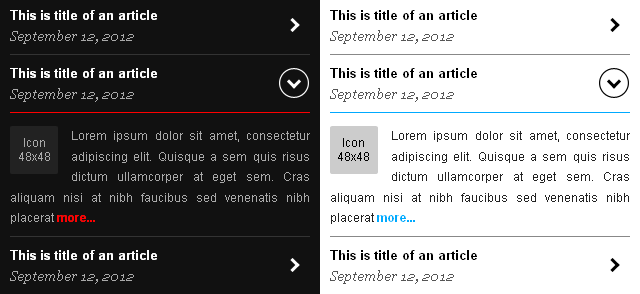 This is title of an article
September 12, 2012
This is title of an article
September 12, 2012
Icon
48x48
Lorem ipsum dolor sit amet, consectetur
adipiscing elit. Quisque a sem quis risus
dictum ullamcorper at eget sem. Cras
aliquam nisi at nibh faucibus sed venenatis nibh
placerat more...
This is title of an article
September 12, 2012
This is title of an article
September 12, 2012
This is title of an article
September 12, 2012
Icon
48x48
Lorem ipsum dolor sit amet, consectetur
adipiscing elit. Quisque a sem quis risus
dictum ullamcorper at eget sem. Cras
aliquam nisi at nibh faucibus sed venenatis nibh
placerat more...
This is title of an article
September 12, 2012